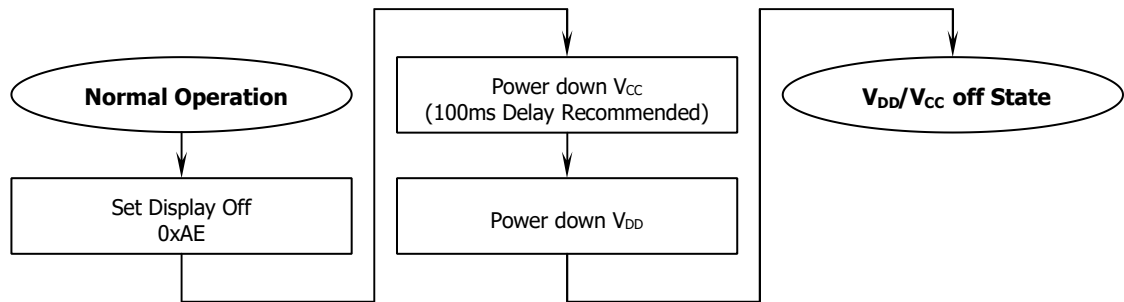 Normal Operation
Set Display Off
0xAE
Power down VCC
(100ms Delay Recommended)
Power down VDD
VDD/VCC off State